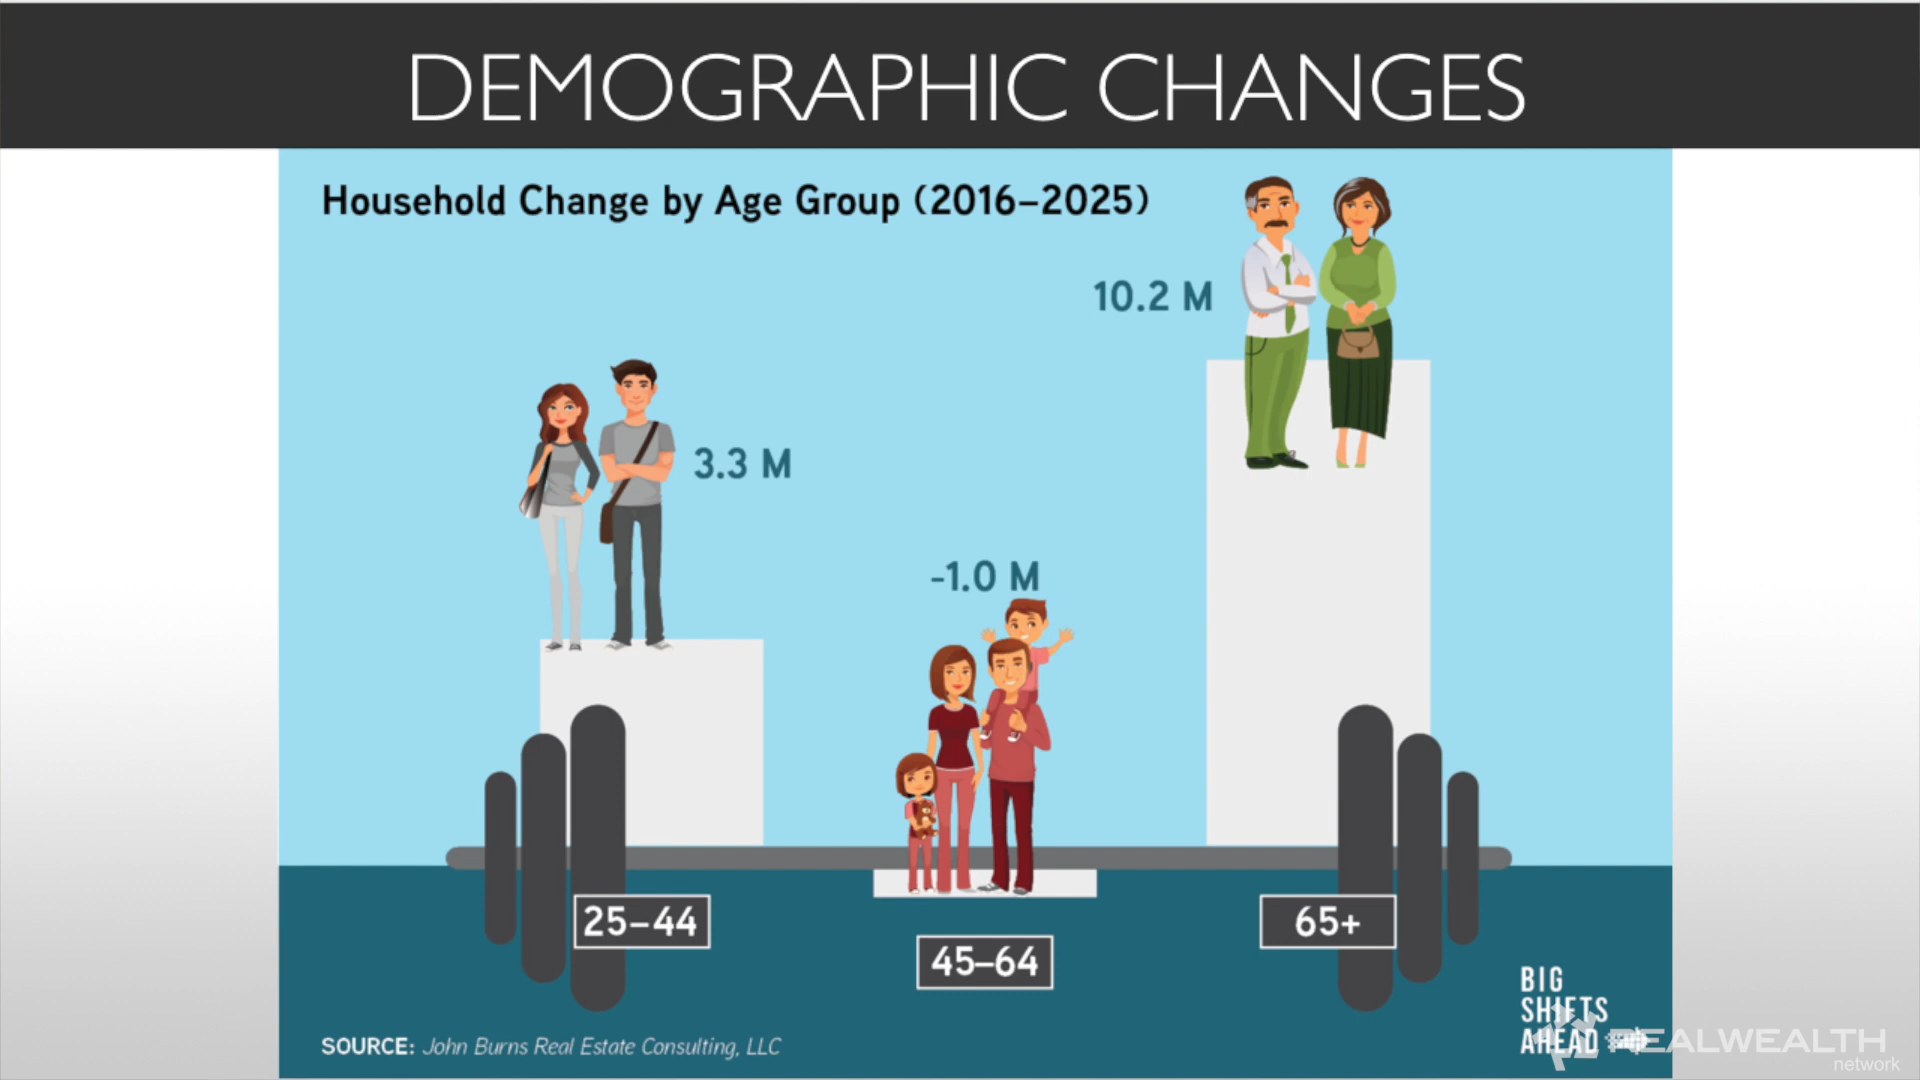 DEMOGRAPHIC CHANGES
Household Change by Age Group (2016–2025)
10.2 M
3.3 M
-1.0 M
25–44
45–64
65+
SOURCE: John Burns Real Estate Consulting, LLC
BIG
SHIFTS
AHEAD
REALWEALTH
network